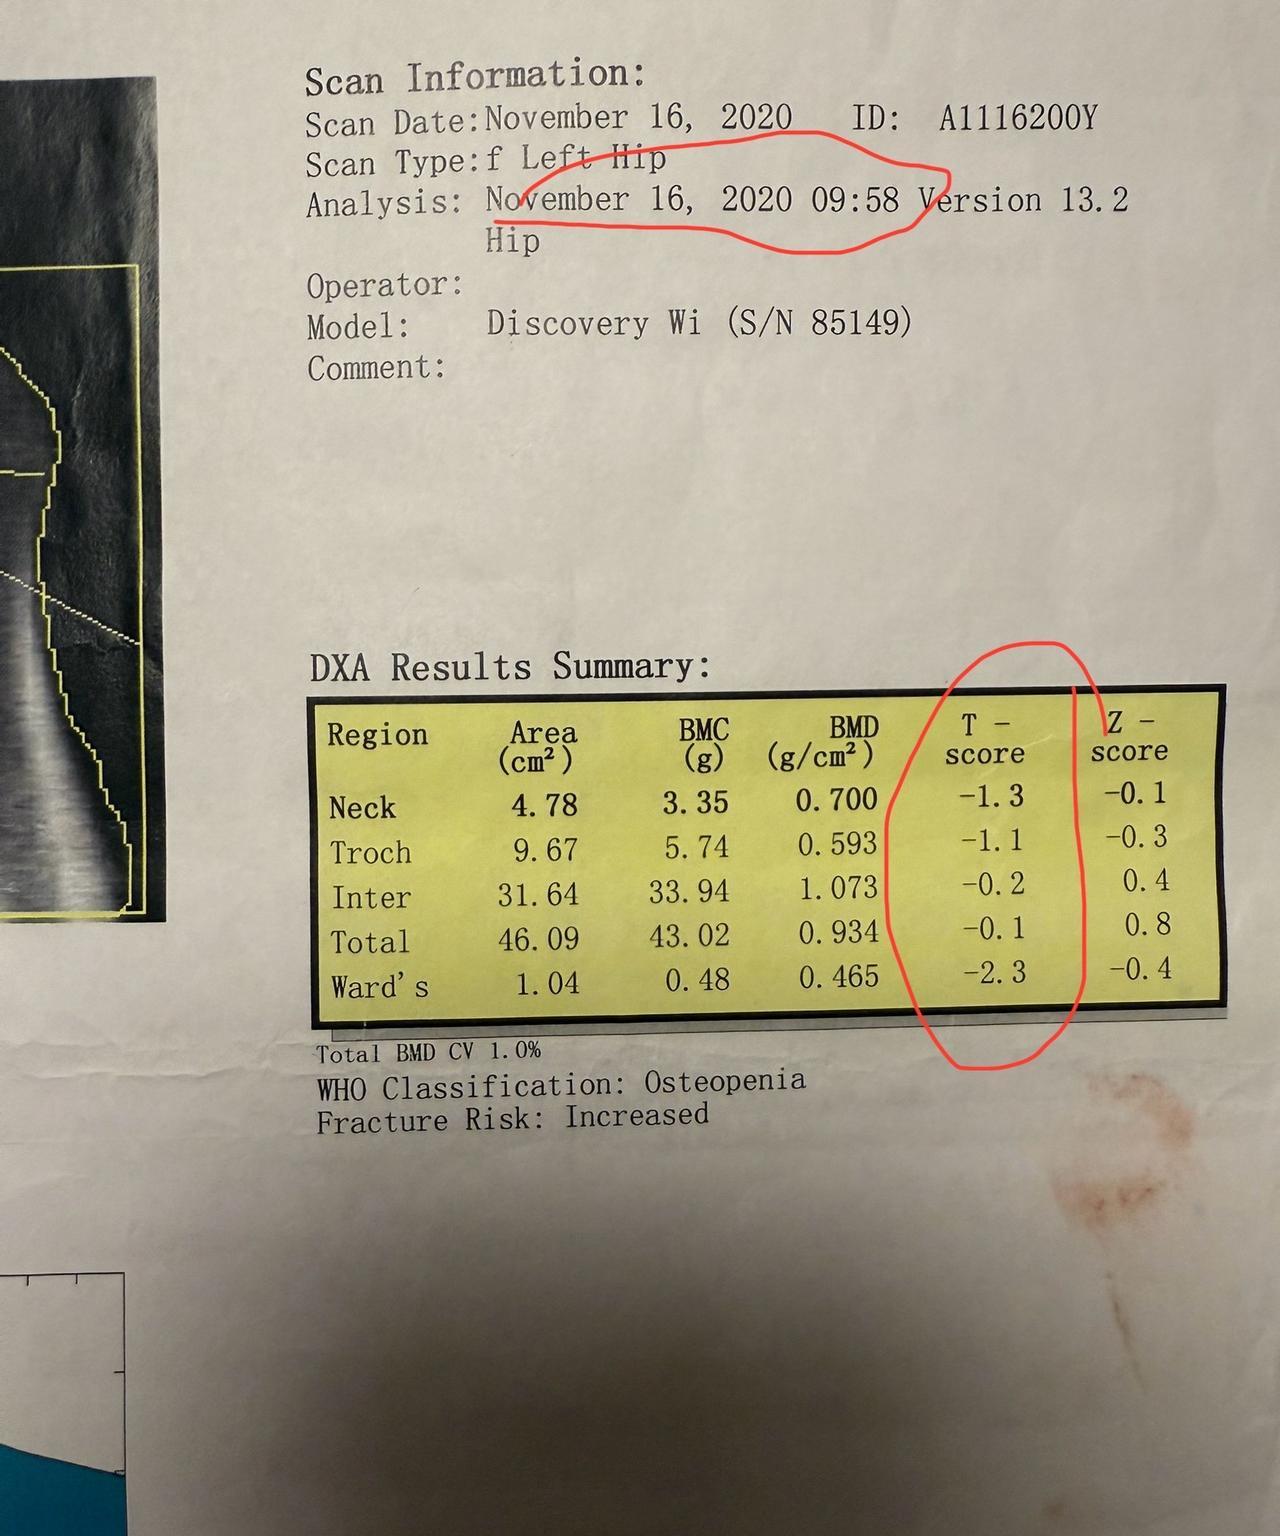 Scan Information:
Scan Date: November 16, 2020 ID: A1116200Y
Scan Type: f Left Hip
Analysis: November 16, 2020 09:58 Version 13.2
Hip
Operator:
Model: Discovery Wi (S/N 85149)
Comment:
DXA Results Summary:
Region Area (cm²) BMC (g) BMD (g/cm²) T - score Z - score
Neck 4.78 3.35 0.700 -1.3 -0.1
Troch 9.67 5.74 0.593 -1.1 -0.3
Inter 31.64 33.94 1.073 -0.2 0.4
Total 46.09 43.02 0.934 -0.1 0.8
Ward's 1.04 0.48 0.465 -2.3 -0.4
Total BMD CV 1.0%
WHO Classification: Osteopenia
Fracture Risk: Increased